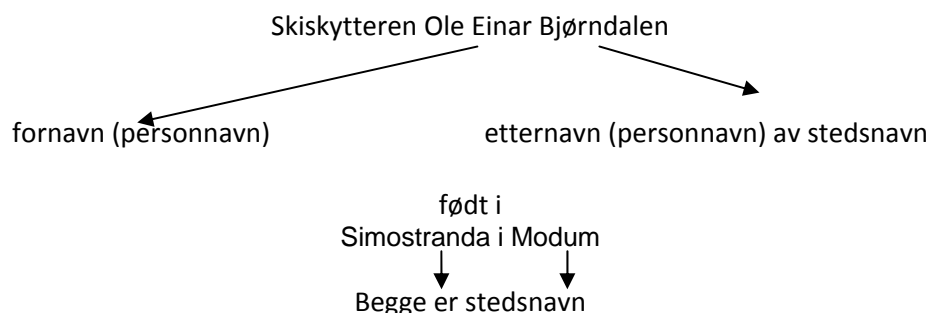 Skiskytteren Ole Einar Bjørndalen
fornavn (personnavn)
etternavn (personnavn) av stedsnavn
født i
Simostranda i Modum
Begge er stedsnavn